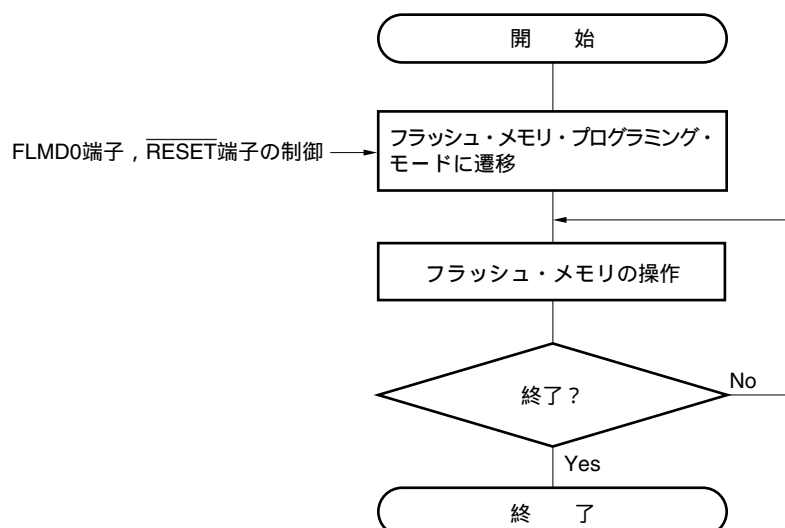 開　始
FLMD0端子，RESET端子の制御
フラッシュ・メモリ・プログラミング・
モードに遷移
フラッシュ・メモリの操作
終了？
No
Yes
終　了